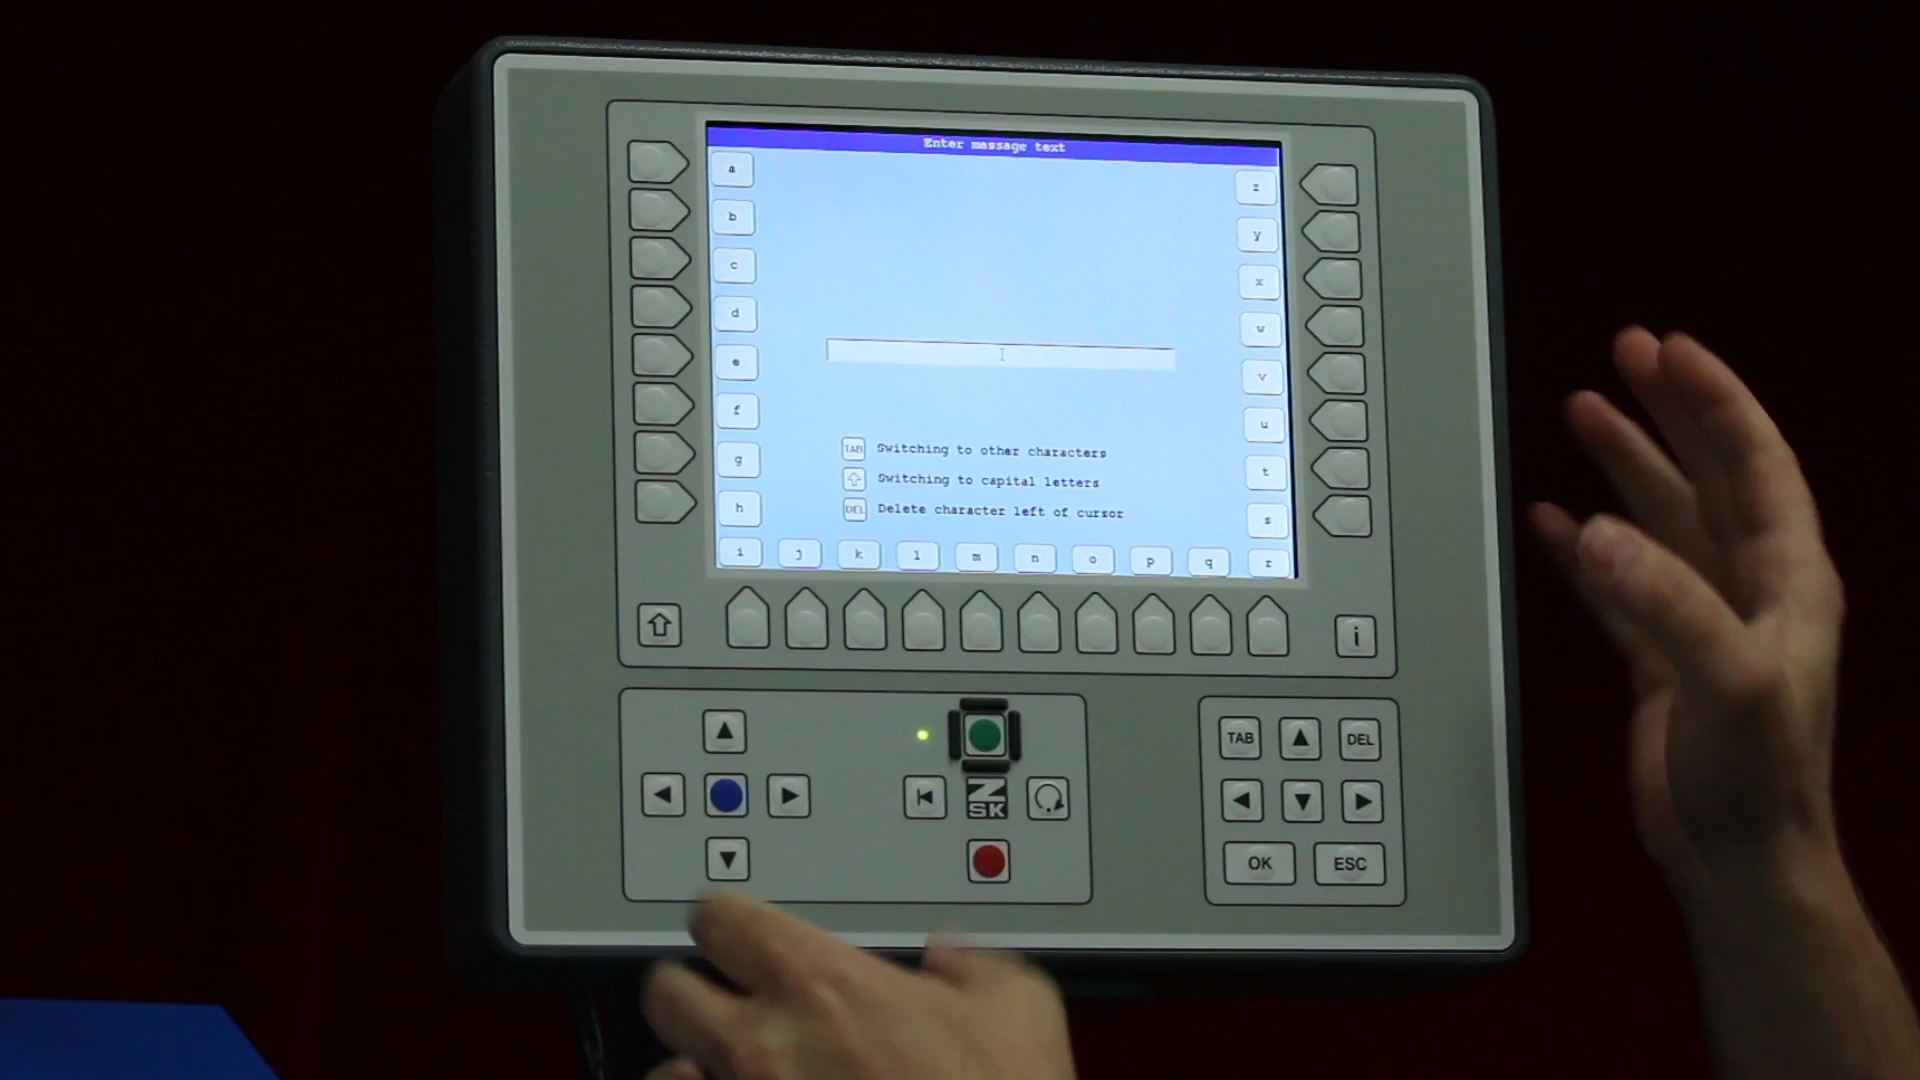 Enter message text
a
z
b
y
c
x
d
w
e
v
f
u
TAB Switching to other characters
g
t
Switching to capital letters
h
s
DEL Delete character left of cursor
i j k l m n o p q r
i
TAB DEL
Z
SK
OK ESC